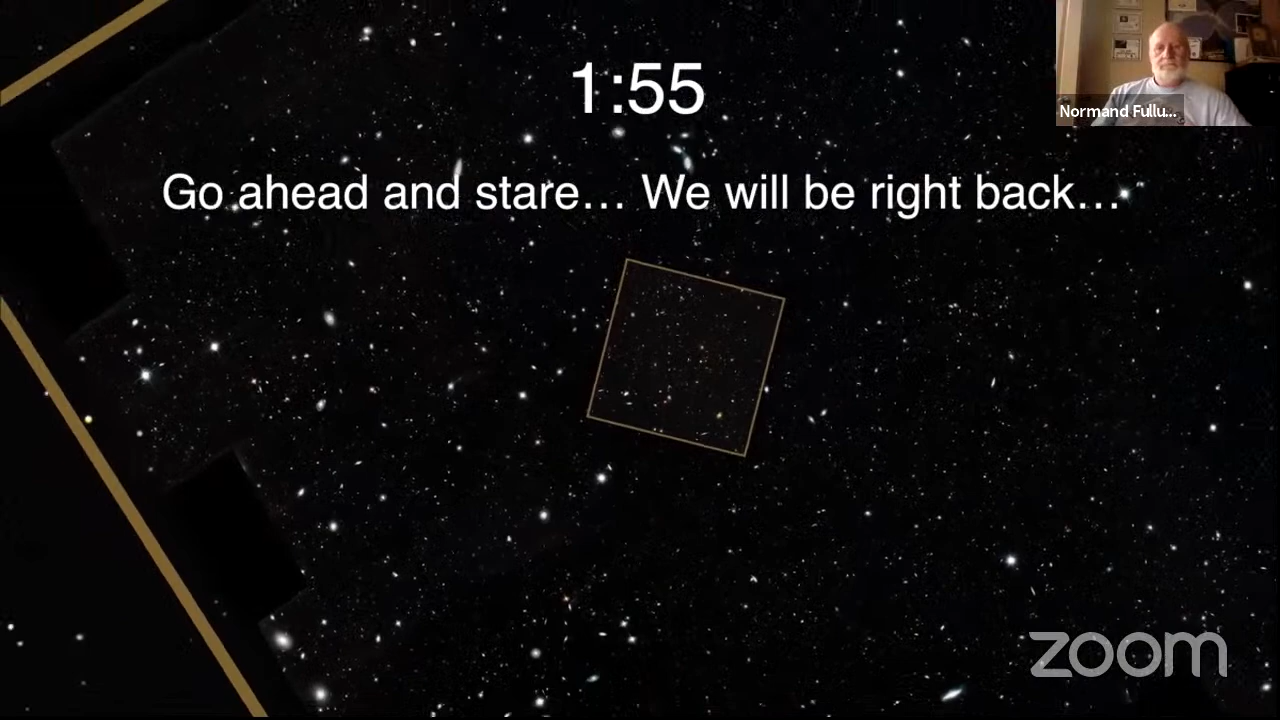 1:55
Normand Fullu...
Go ahead and stare… We will be right back…
zoom